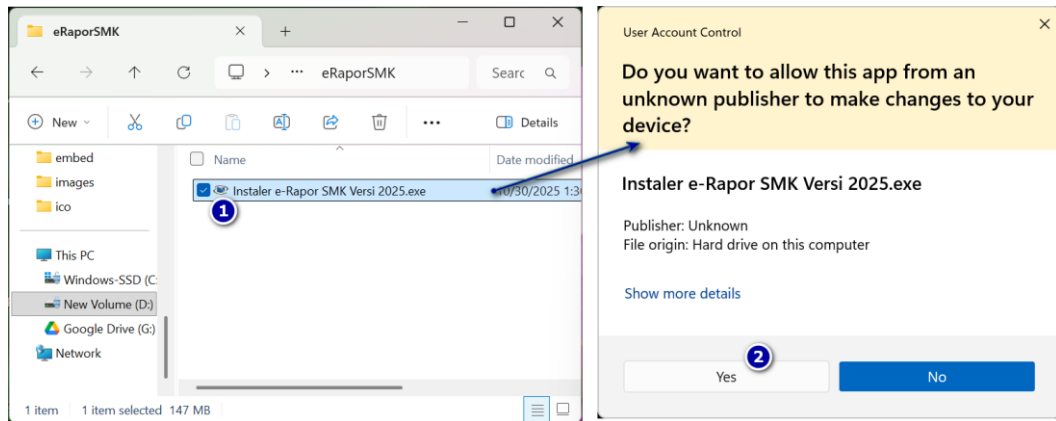 eRaporSMK
eRaporSMK
Searc
New
Details
embed
images
ico
This PC
Windows-SSD (C:
New Volume (D:)
Google Drive (G:)
Network
Name
Date modified
Instaler e-Rapor SMK Versi 2025.exe
10/30/2025 1:30
1
1 item
1 item selected
147 MB
User Account Control
Do you want to allow this app from an
unknown publisher to make changes to your
device?
Instaler e-Rapor SMK Versi 2025.exe
Publisher: Unknown
File origin: Hard drive on this computer
Show more details
2
Yes
No